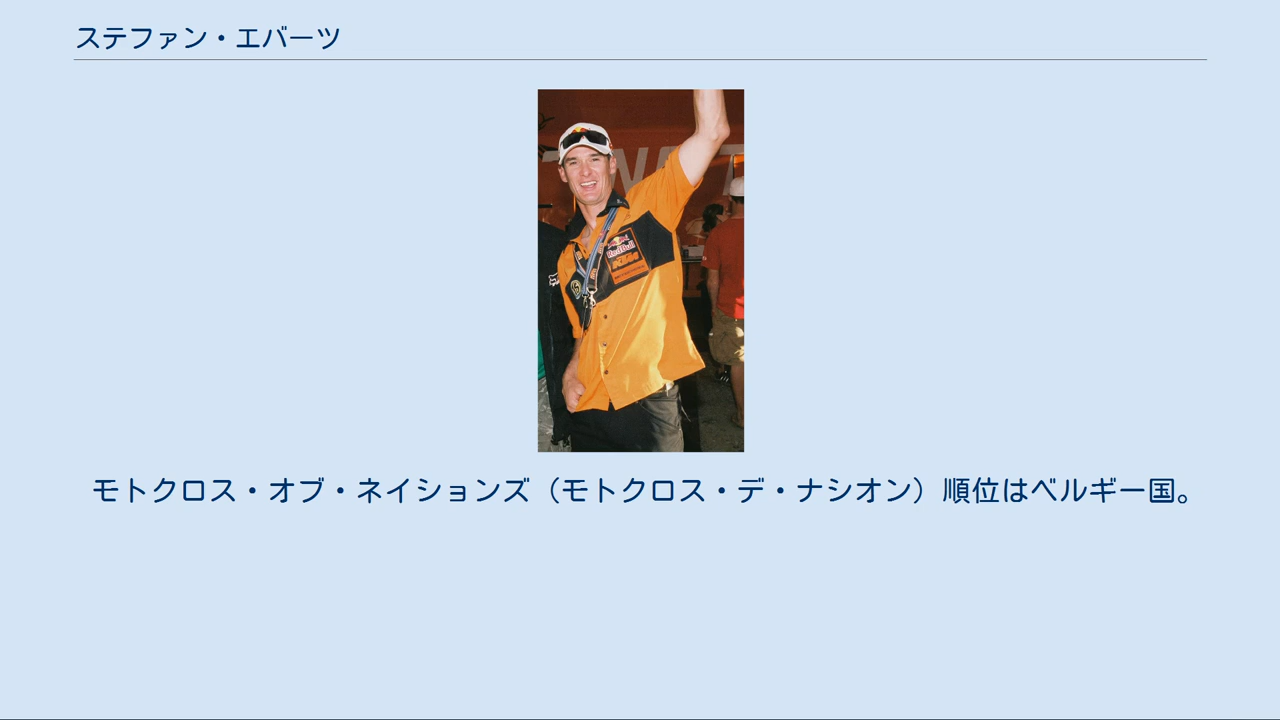 ステファン・エバーツ
RedBull
KTM
モトクロス・オブ・ネイションズ（モトクロス・デ・ナシオン）順位はベルギー国。